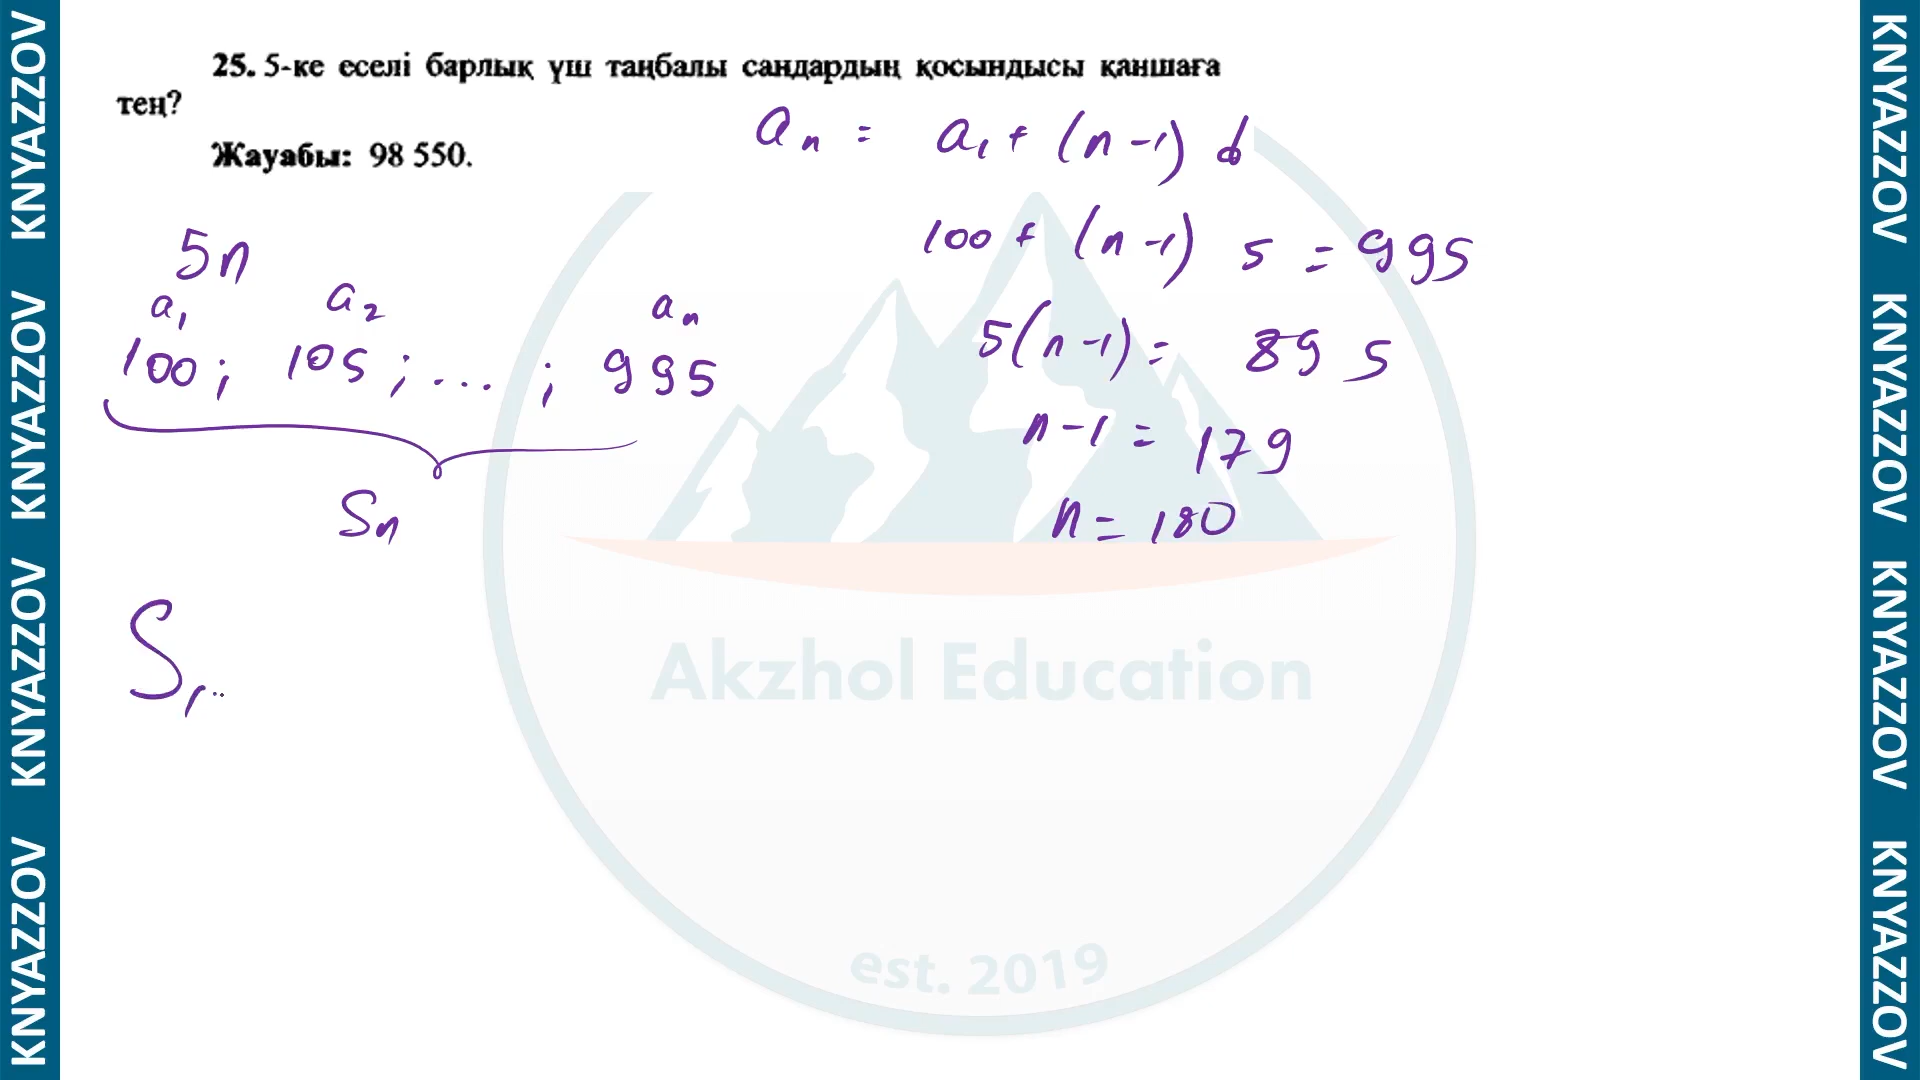 25. 5-ке еселі барлық үш таңбалы сандардың қосындысы қаншаға
тең?
Жауабы: 98 550.
aₙ = a₁ + (n-1) d
100 + (n-1) 5 = 995
5(n-1) = 895
n-1 = 179
n = 180
5n
a₁ a₂ aₙ
100; 105; ...; 995
Sₙ
S₁
Akzhol Education
est. 2019
KNYAZZOV KNYAZZOV KNYAZZOV KNYAZZOV
KNYAZZOV KNYAZZOV KNYAZZOV KNYAZZOV